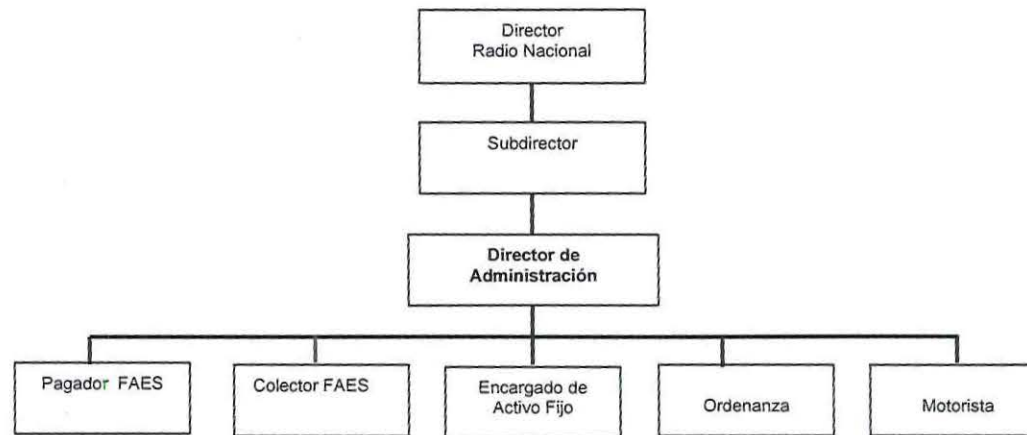 Director
Radio Nacional
Subdirector
Director de
Administración
Pagador FAES
Colector FAES
Encargado de
Activo Fijo
Ordenanza
Motorista